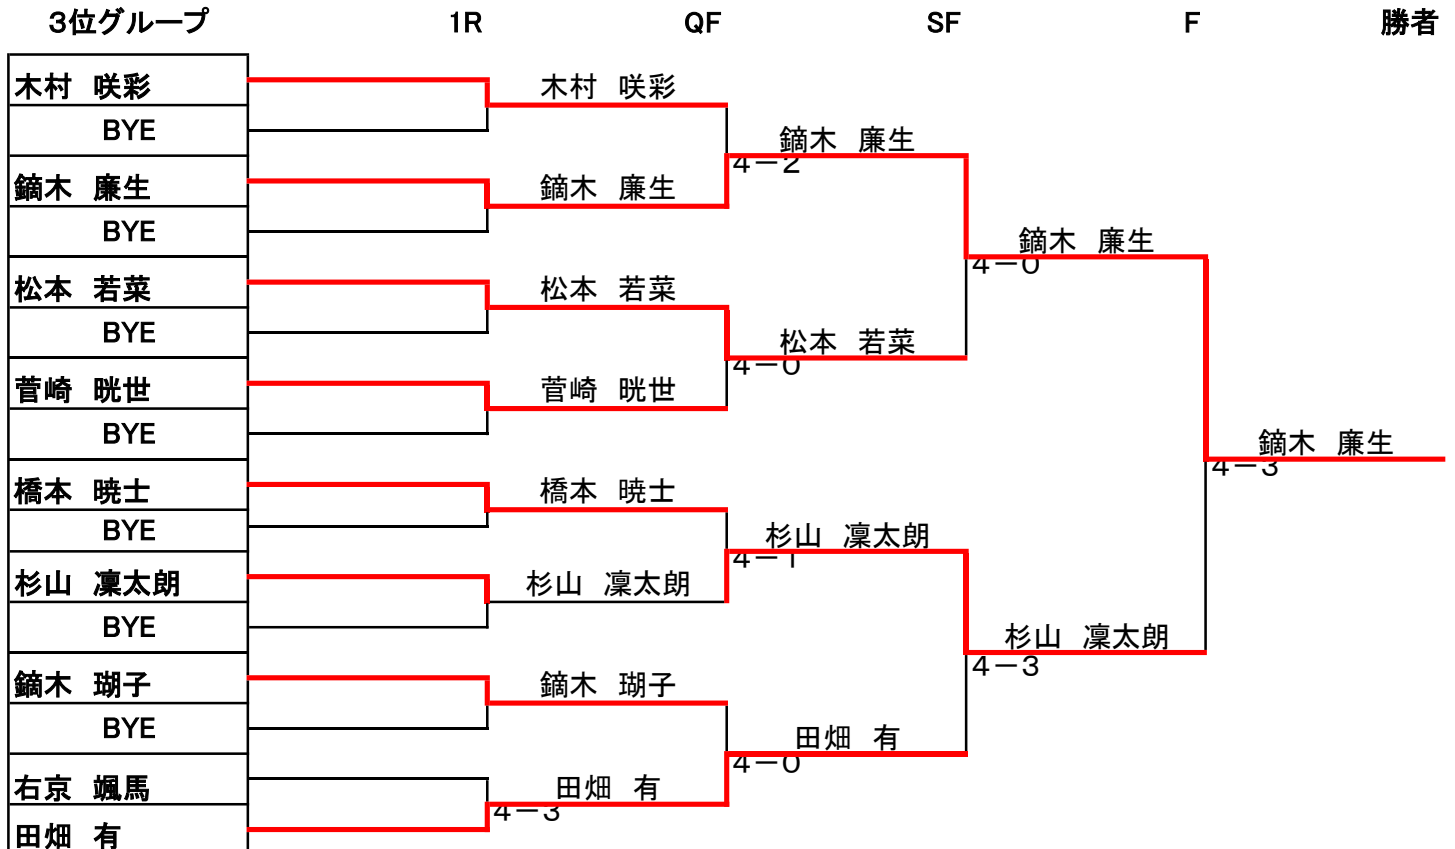 3位グループ 1R QF SF F 勝者
木村 咲彩 木村 咲彩
BYE
鏑木 廉生
4－2
鏑木 廉生 鏑木 廉生
BYE
鏑木 廉生
4－0
松本 若菜 松本 若菜
BYE
松本 若菜
4－0
菅崎 晄世 菅崎 晄世
BYE
鏑木 廉生
4－3
橋本 暁士 橋本 暁士
BYE
杉山 凜太朗
4－1
杉山 凜太朗 杉山 凜太朗
BYE
杉山 凜太朗
4－3
鏑木 瑚子 鏑木 瑚子
BYE
田畑 有
4－0
右京 颯馬 田畑 有
4－3
田畑 有